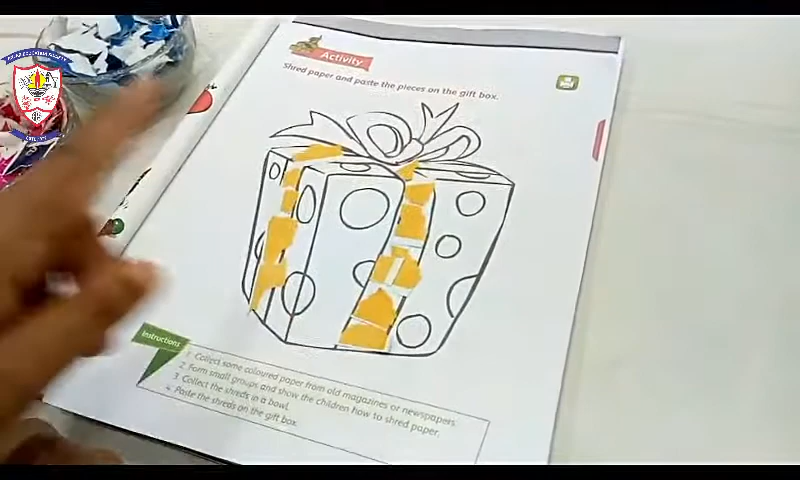 Activity
Shred paper and paste the pieces on the gift box.
Instructions
1. Collect some coloured paper from old magazines or newspapers.
2. Form small groups and show the children how to shred paper.
3. Collect the shreds in a bowl.
4. Paste the shreds on the gift box.